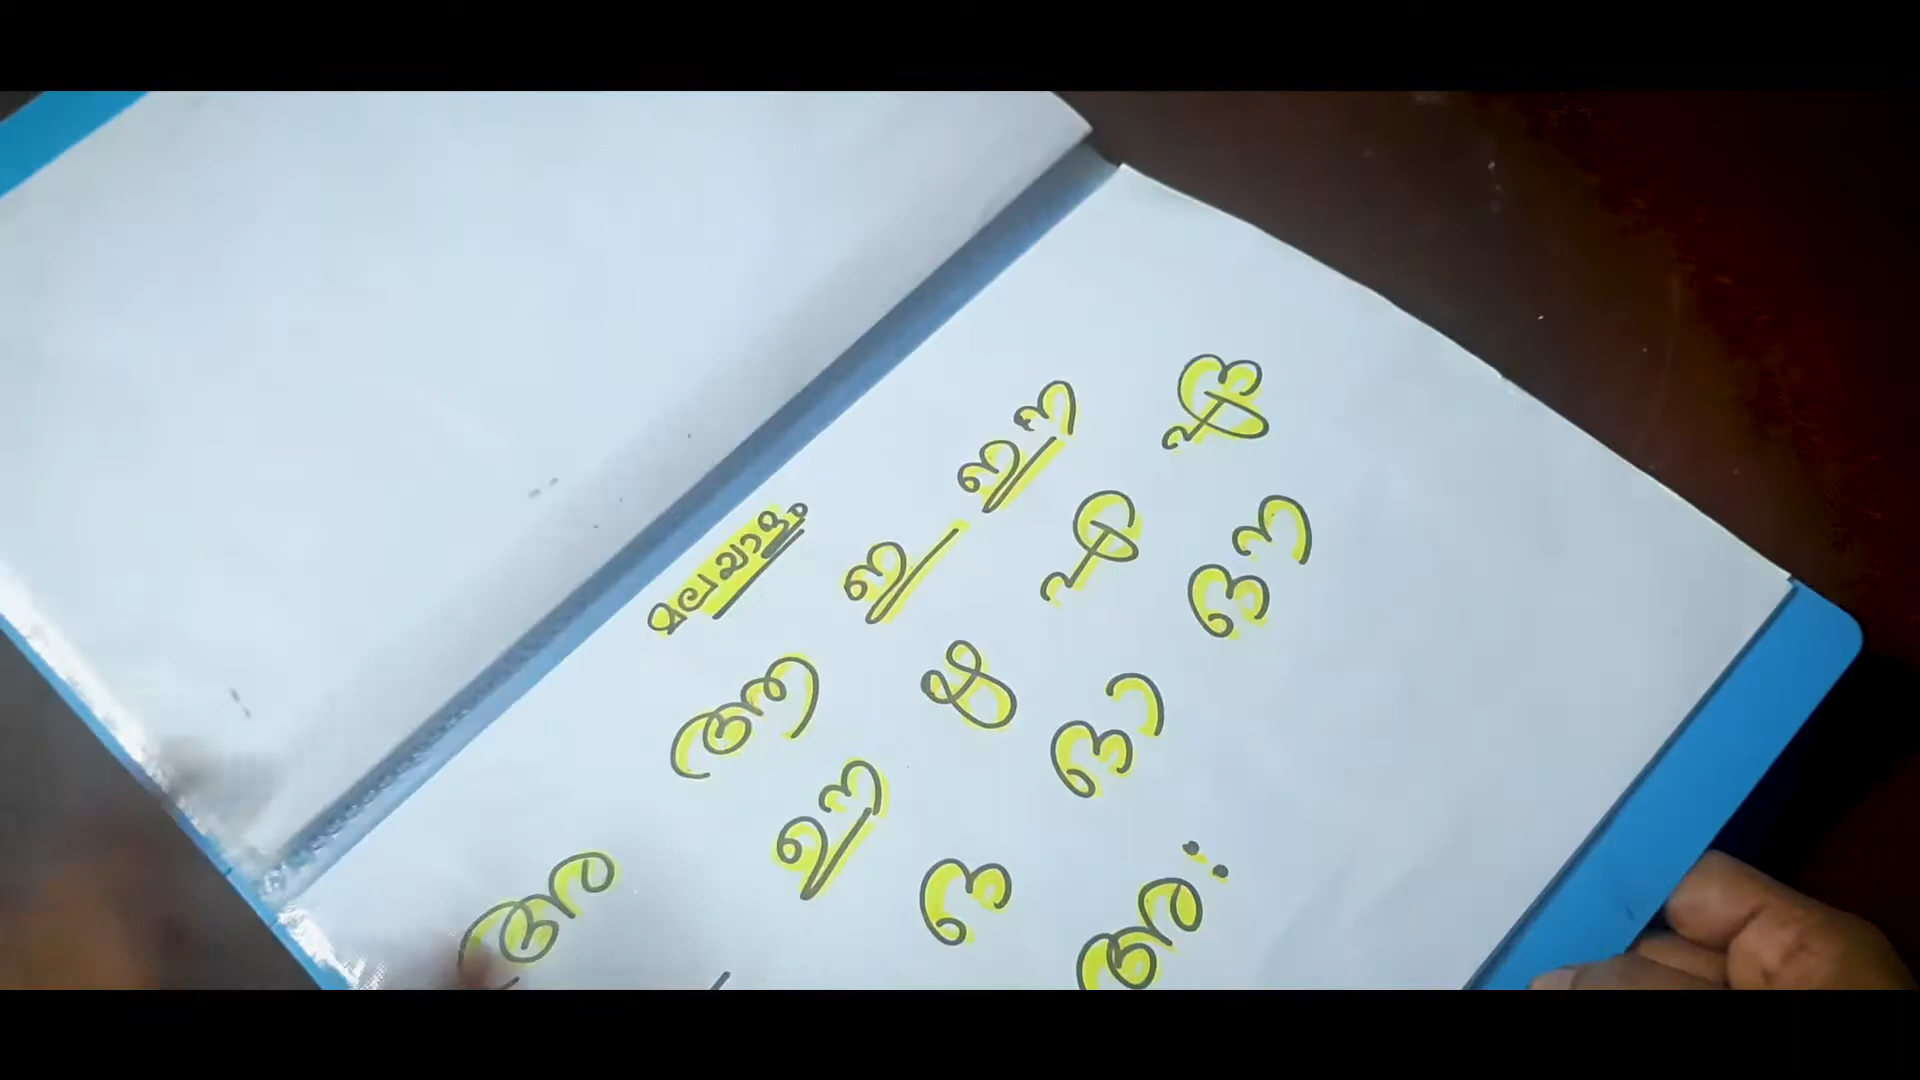 മലയാളം
അ ആ ഇ ഈ
ഊ ഋ എ ഏ
ഒ ഓ ഔ
അഃ